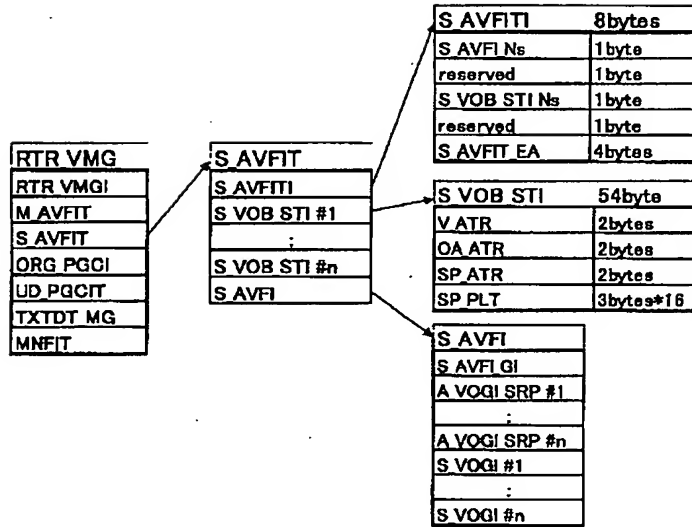 RTR VMG
RTR VMGI
M AVFIT
S AVFIT
ORG PGCI
UD PGCIT
TXTDT MG
MNFIT
S AVFIT
S AVFITI
S VOB STI #1
:
S VOB STI #n
S AVFI
S AVFITI 8bytes
S AVFI Ns 1byte
reserved 1byte
S VOB STI Ns 1byte
reserved 1byte
S AVFIT EA 4bytes
S VOB STI 54byte
V ATR 2bytes
OA ATR 2bytes
SP ATR 2bytes
SP PLT 3bytes*16
S AVFI
S AVFI GI
A VOGI SRP #1
:
A VOGI SRP #n
S VOGI #1
:
S VOGI #n